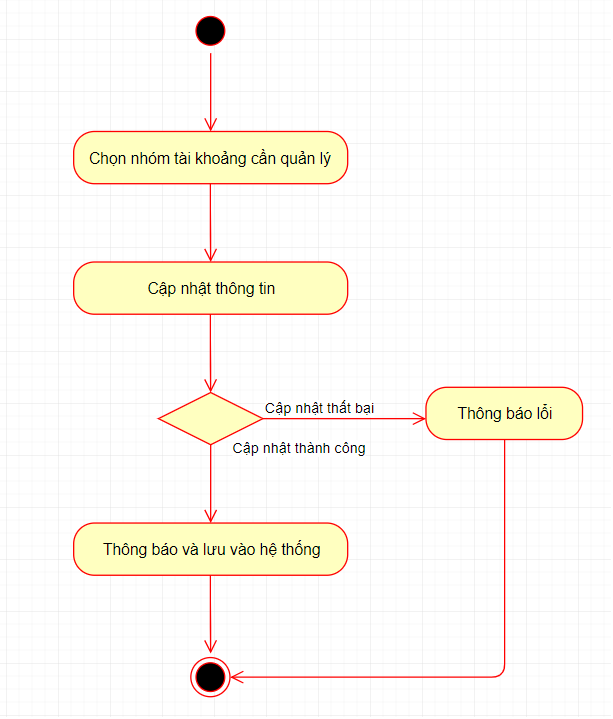 Chọn nhóm tài khoảng cần quản lý
Cập nhật thông tin
Cập nhật thất bại
Thông báo lỗi
Cập nhật thành công
Thông báo và lưu vào hệ thống